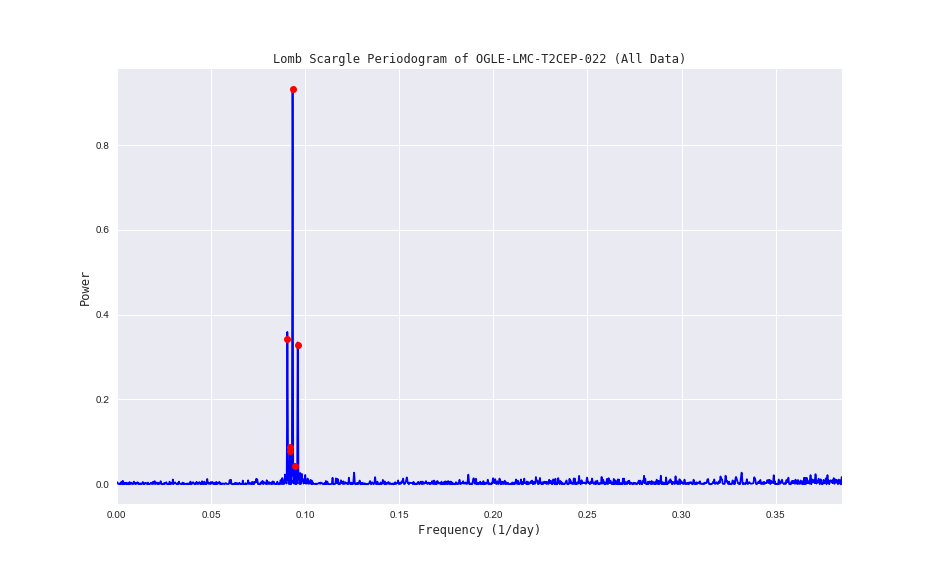 Lomb Scargle Periodogram of OGLE-LMC-T2CEP-022 (All Data)
0.8
0.6
0.4
0.2
0.0
Power
0.00 0.05 0.10 0.15 0.20 0.25 0.30 0.35
Frequency (1/day)